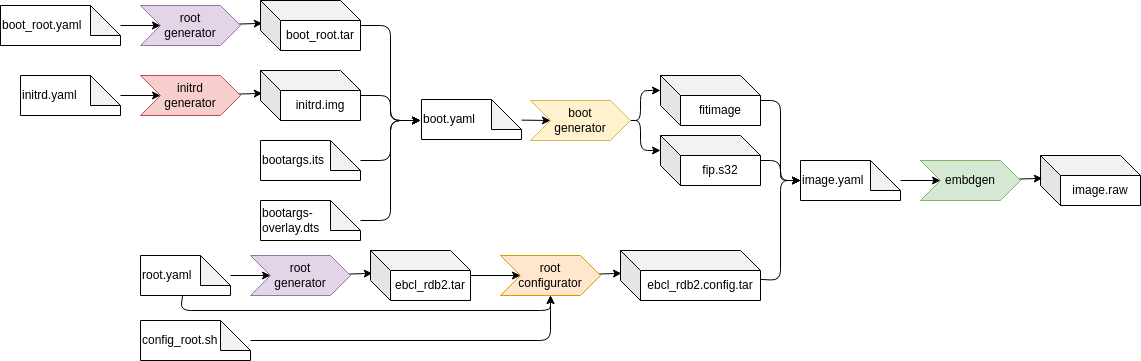 boot_root.yaml
root
generator
boot_root.tar
initrd.yaml
initrd
generator
initrd.img
bootargs.its
bootargs-
overlay.dts
boot.yaml
boot
generator
fitimage
fip.s32
image.yaml
embdgen
image.raw
root.yaml
root
generator
ebcl_rdb2.tar
root
configurator
ebcl_rdb2.config.tar
config_root.sh